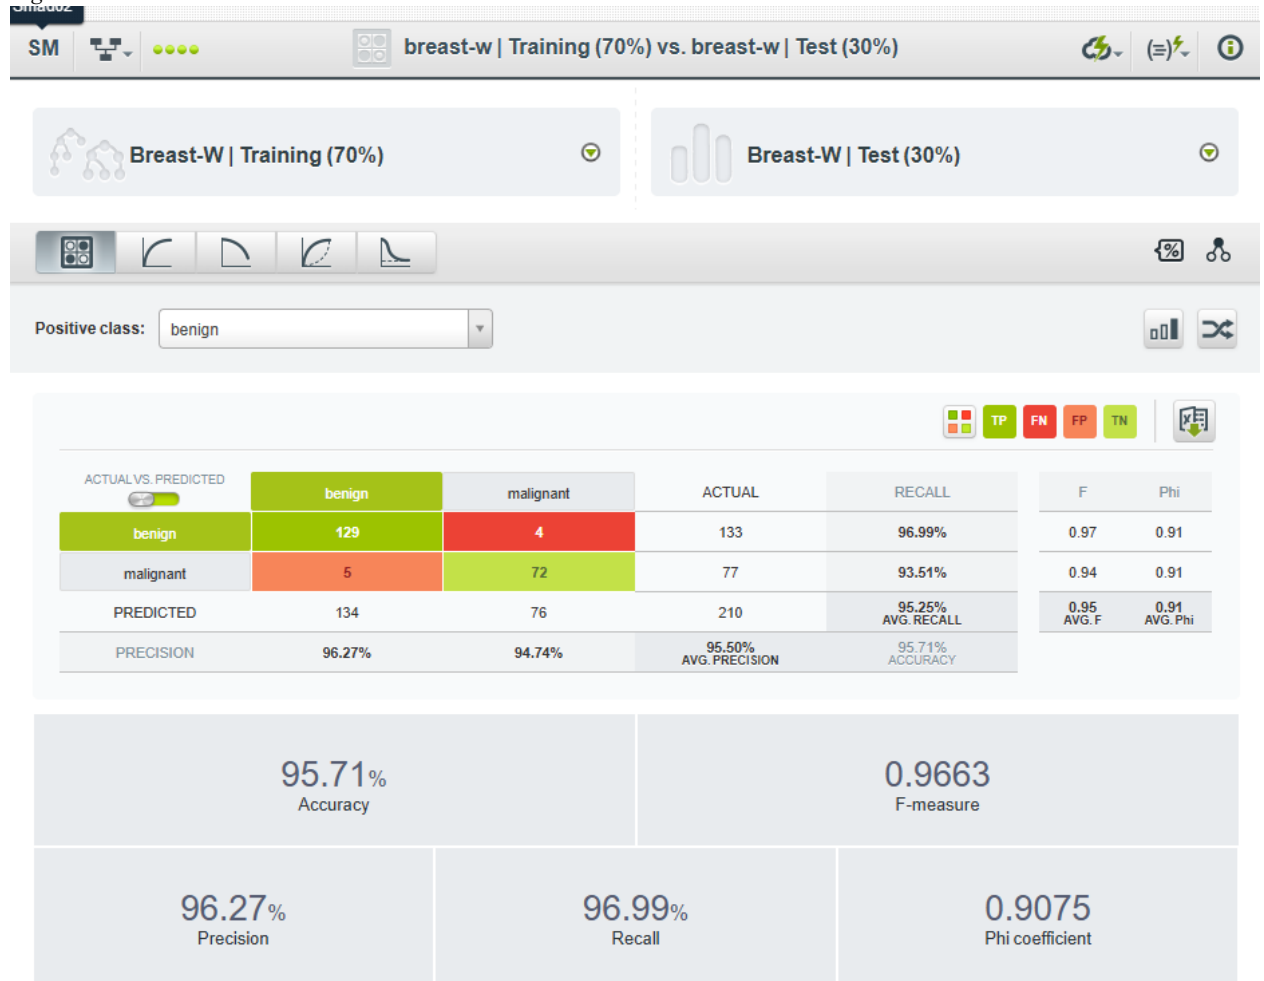 Smad02
SM
breast-w | Training (70%) vs. breast-w | Test (30%)
(=)
Breast-W | Training (70%)
Breast-W | Test (30%)
%
Positive class: benign
TP FN FP TN
X
ACTUAL VS. PREDICTED benign malignant ACTUAL RECALL F Phi
benign 129 4 133 96.99% 0.97 0.91
malignant 5 72 77 93.51% 0.94 0.91
PREDICTED 134 76 210 95.25% AVG. RECALL 0.95 AVG. F 0.91 AVG. Phi
PRECISION 96.27% 94.74% 95.50% AVG. PRECISION 95.71% ACCURACY
95.71%
Accuracy
0.9663
F-measure
96.27%
Precision
96.99%
Recall
0.9075
Phi coefficient